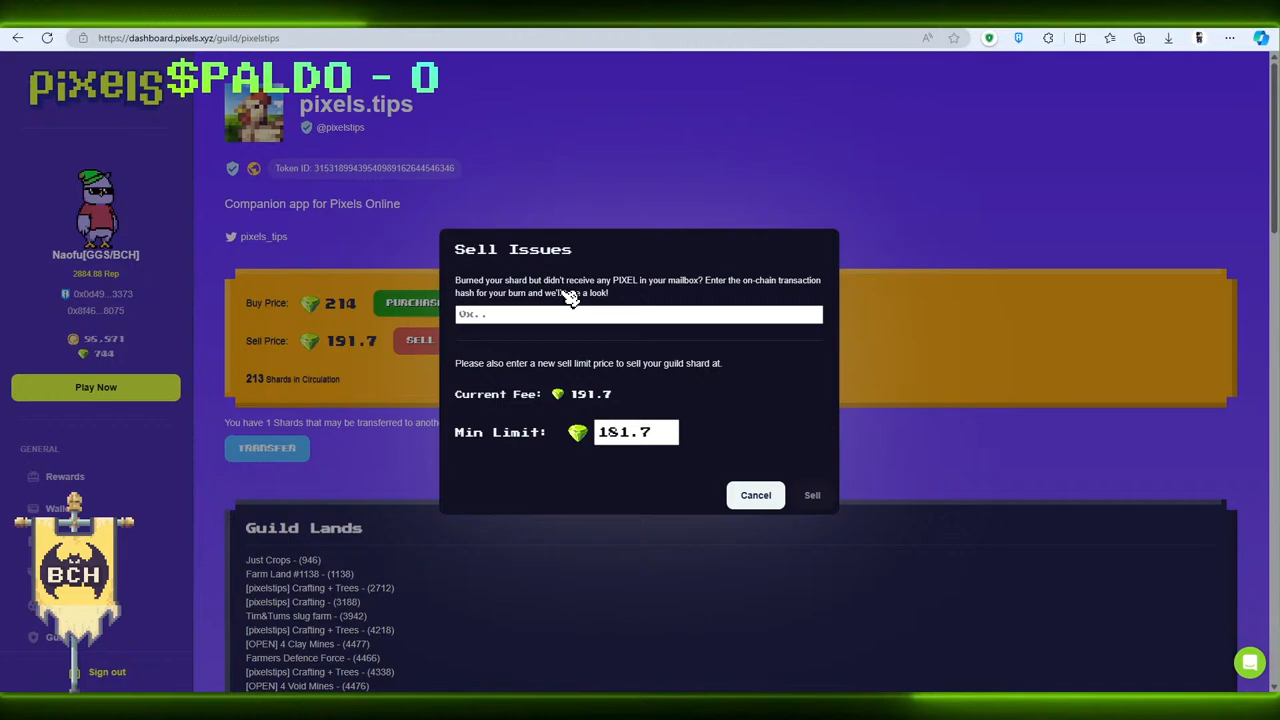 https://dashboard.pixels.xyz/guild/pixelstips
pixels
$PALDO - 0
pixels.tips
@pixelstips
Token ID: 31531899439540989162644546346
Companion app for Pixels Online
pixels_tips
Naofu[GGS/BCH]
2884.88 Rep
0x0d49...3373
0x8f46...8075
744
Play Now
Buy Price: 214
PURCHAS
Sell Price: 191.7
SELL
213 Shards in Circulation
You have 1 Shards that may be transferred to anothe
TRANSFER
Sell Issues
Burned your shard but didn't receive any PIXEL in your mailbox? Enter the on-chain transaction
hash for your burn and we'll a look!
0x..
Please also enter a new sell limit price to sell your guild shard at.
Current Fee: 191.7
Min Limit: 181.7
Cancel
Sell
GENERAL
Rewards
BCH
Sign out
Guild Lands
Just Crops - (946)
Farm Land #1138 - (1138)
[pixelstips] Crafting + Trees - (2712)
[pixelstips] Crafting - (3188)
Tim&Tums slug farm - (3942)
[pixelstips] Crafting + Trees - (4218)
[OPEN] 4 Clay Mines - (4477)
Farmers Defence Force - (4466)
[pixelstips] Crafting + Trees - (4338)
[OPEN] 4 Void Mines - (4476)